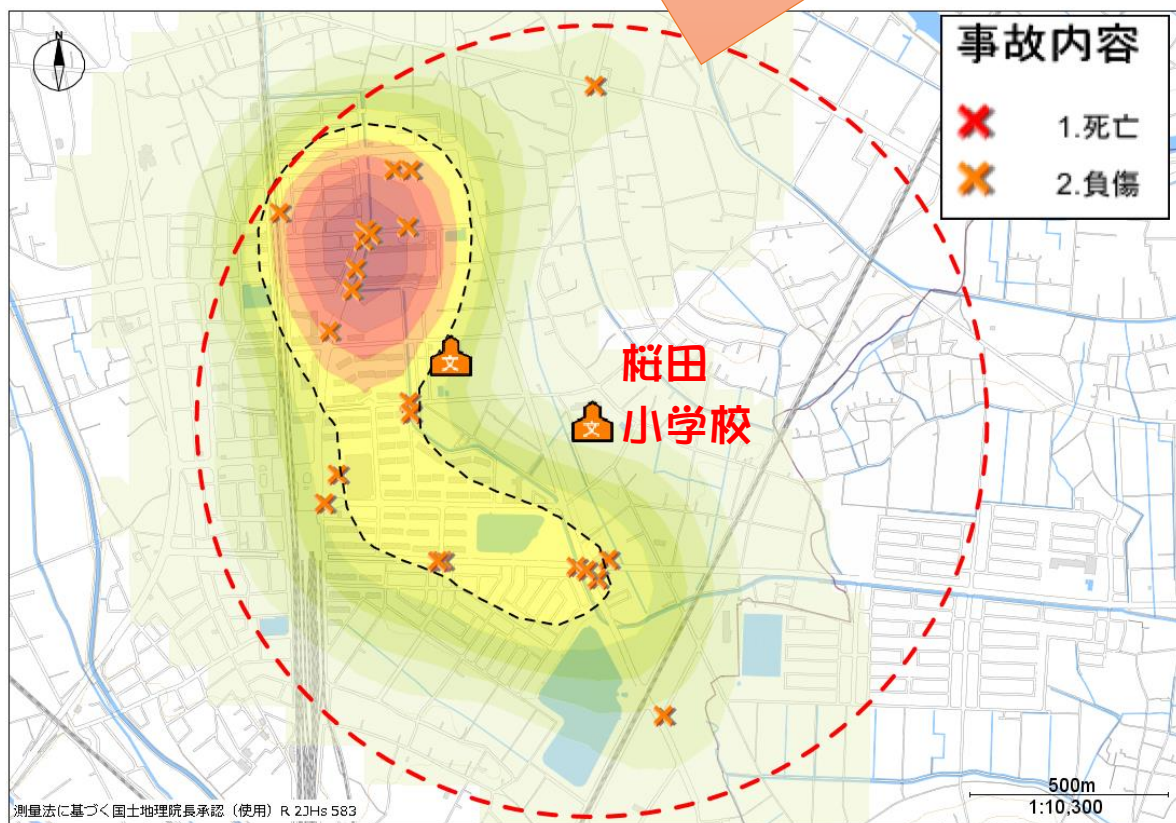 N
事故内容
1.死亡
2.負傷
文
桜田
文
小学校
500m
1:10,300
測量法に基づく国土地理院長承認（使用）R 2JHs 583